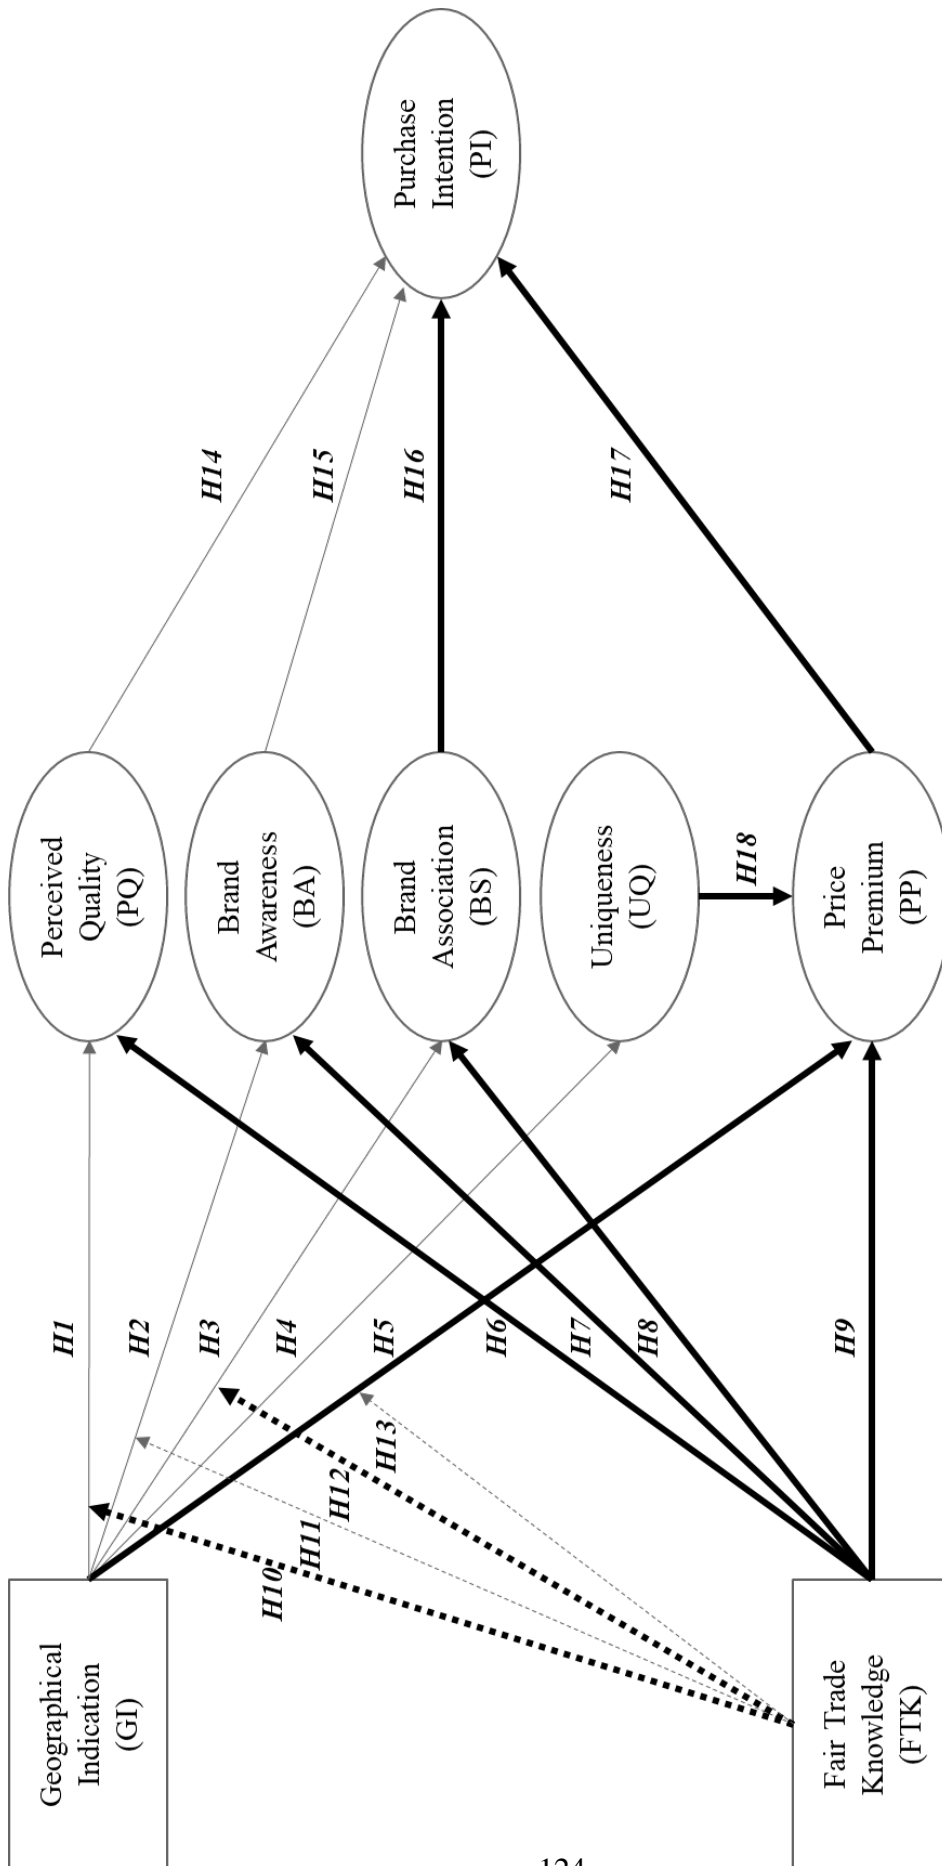 Geographical
Indication
(GI)
Fair Trade
Knowledge
(FTK)
H1
H2
H3
H4
H5
H6
H7
H8
H9
H10
H11
H12
H13
Perceived
Quality
(PQ)
Brand
Awareness
(BA)
Brand
Association
(BS)
Uniqueness
(UQ)
H18
Price
Premium
(PP)
H14
H15
H16
H17
Purchase
Intention
(PI)
124